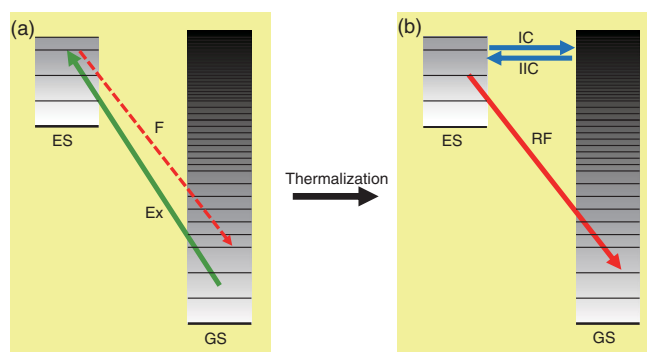 (a)
ES
F
Ex
GS
Thermalization
(b)
IC
IIC
ES
RF
GS